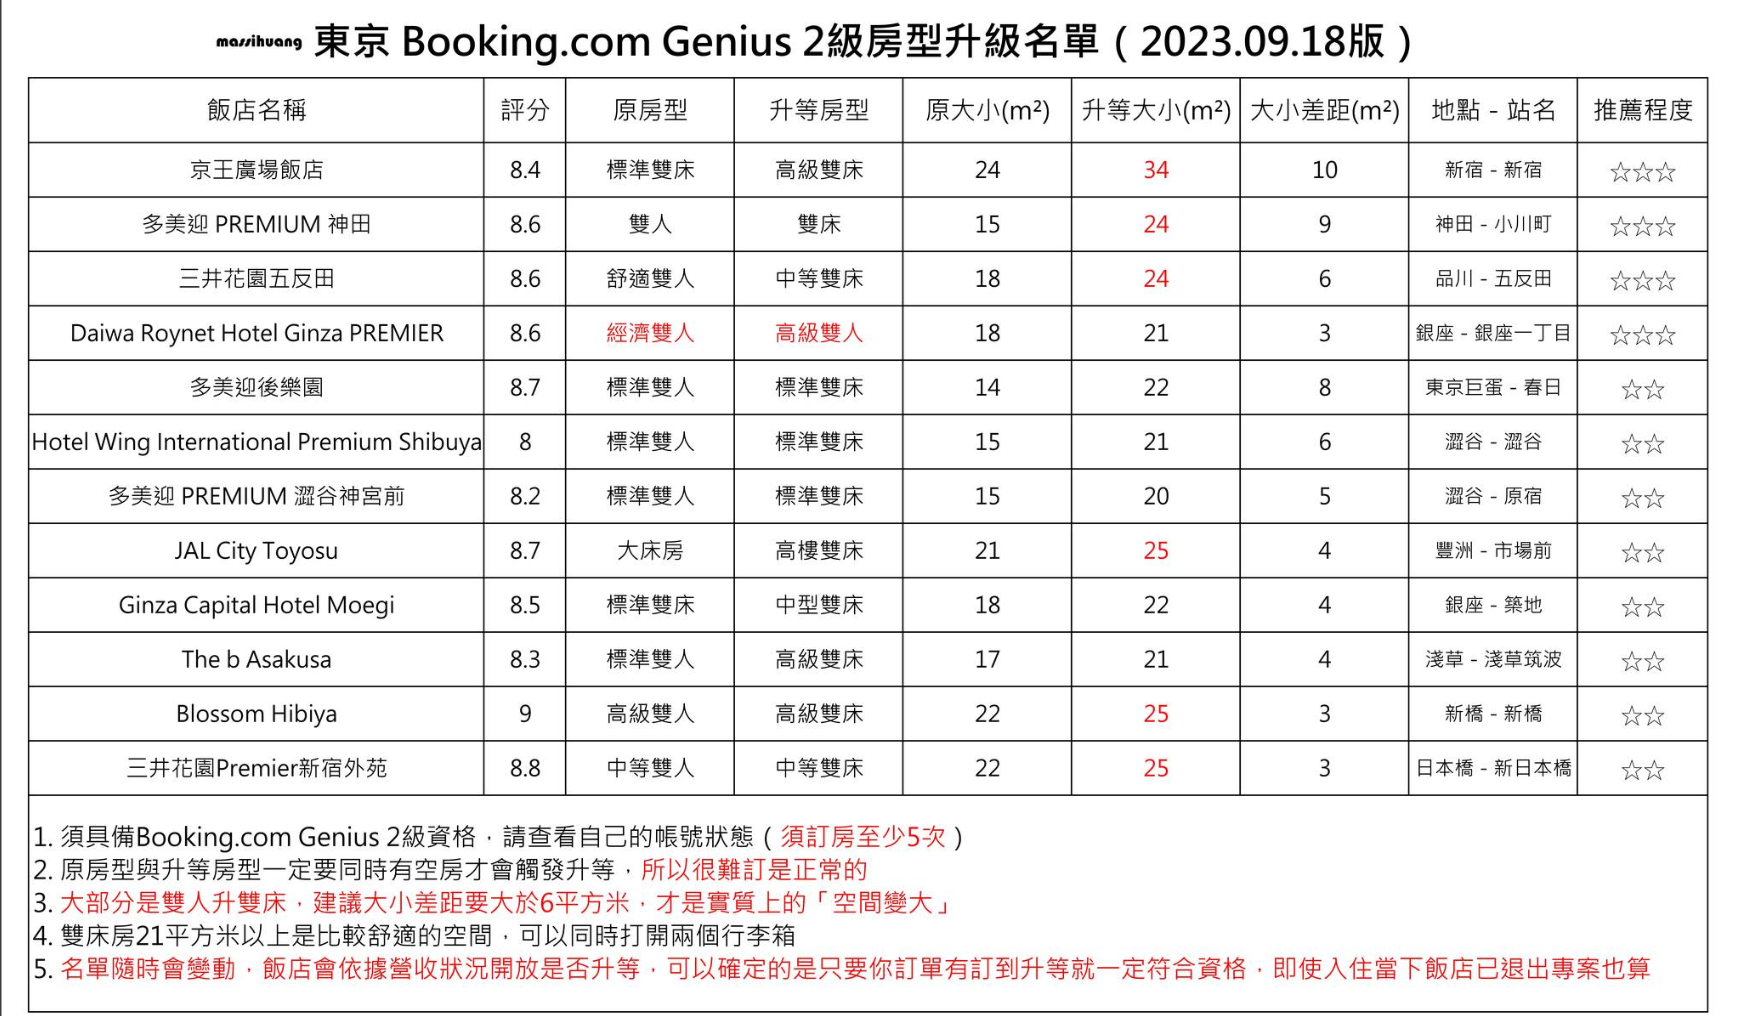 massihuang 東京 Booking.com Genius 2級房型升級名單（2023.09.18版）
飯店名稱 評分 原房型 升等房型 原大小(m²) 升等大小(m²) 大小差距(m²) 地點 - 站名 推薦程度
京王廣場飯店 8.4 標準雙床 高級雙床 24 34 10 新宿 - 新宿 ☆☆☆
多美迎 PREMIUM 神田 8.6 雙人 雙床 15 24 9 神田 - 小川町 ☆☆☆
三井花園五反田 8.6 舒適雙人 中等雙床 18 24 6 品川 - 五反田 ☆☆☆
Daiwa Roynet Hotel Ginza PREMIER 8.6 經濟雙人 高級雙人 18 21 3 銀座 - 銀座一丁目 ☆☆☆
多美迎後樂園 8.7 標準雙人 標準雙床 14 22 8 東京巨蛋 - 春日 ☆☆
Hotel Wing International Premium Shibuya 8 標準雙人 標準雙床 15 21 6 澀谷 - 澀谷 ☆☆
多美迎 PREMIUM 澀谷神宮前 8.2 標準雙人 標準雙床 15 20 5 澀谷 - 原宿 ☆☆
JAL City Toyosu 8.7 大床房 高樓雙床 21 25 4 豐洲 - 市場前 ☆☆
Ginza Capital Hotel Moegi 8.5 標準雙床 中型雙床 18 22 4 銀座 - 築地 ☆☆
The b Asakusa 8.3 標準雙人 高級雙床 17 21 4 淺草 - 淺草筑波 ☆☆
Blossom Hibiya 9 高級雙人 高級雙床 22 25 3 新橋 - 新橋 ☆☆
三井花園Premier新宿外苑 8.8 中等雙人 中等雙床 22 25 3 日本橋 - 新日本橋 ☆☆
1. 須具備Booking.com Genius 2級資格，請查看自己的帳號狀態（須訂房至少5次）
2. 原房型與升等房型一定要同時有空房才會觸發升等，所以很難訂是正常的
3. 大部分是雙人升雙床，建議大小差距要大於6平方米，才是實質上的「空間變大」
4. 雙床房21平方米以上是比較舒適的空間，可以同時打開兩個行李箱
5. 名單隨時會變動，飯店會依據營收狀況開放是否升等，可以確定的是只要你訂單有訂到升等就一定符合資格，即使入住當下飯店已退出專案也算